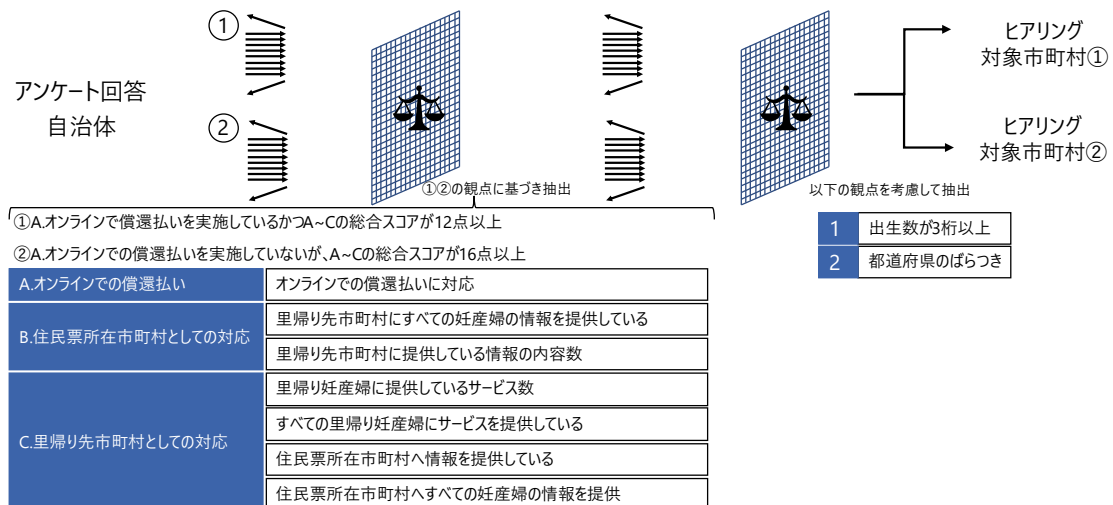 アンケート回答
自治体
①
②
①②の観点に基づき抽出
ヒアリング
対象市町村①
ヒアリング
対象市町村②
以下の観点を考慮して抽出
1 出生数が3桁以上
2 都道府県のばらつき
①A.オンラインで償還払いを実施しているかつA~Cの総合スコアが12点以上
②A.オンラインでの償還払いを実施していないが、A~Cの総合スコアが16点以上
A.オンラインでの償還払い
オンラインでの償還払いに対応
B.住民票所在市町村としての対応
里帰り先市町村にすべての妊産婦の情報を提供している
里帰り先市町村に提供している情報の内容数
C.里帰り先市町村としての対応
里帰り妊産婦に提供しているサービス数
すべての里帰り妊産婦にサービスを提供している
住民票所在市町村へ情報を提供している
住民票所在市町村へすべての妊産婦の情報を提供